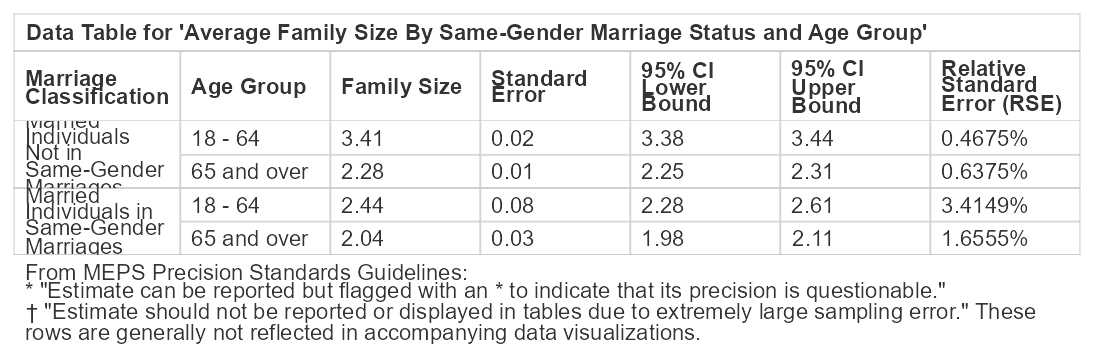 Data Table for 'Average Family Size By Same-Gender Marriage Status and Age Group'
Marriage Classification Age Group Family Size Standard Error 95% CI Lower Bound 95% CI Upper Bound Relative Standard Error (RSE)
Married Individuals Not in Same-Gender Marriages 18 - 64 3.41 0.02 3.38 3.44 0.4675%
65 and over 2.28 0.01 2.25 2.31 0.6375%
Married Individuals in Same-Gender Marriages 18 - 64 2.44 0.08 2.28 2.61 3.4149%
65 and over 2.04 0.03 1.98 2.11 1.6555%
From MEPS Precision Standards Guidelines:
* "Estimate can be reported but flagged with an * to indicate that its precision is questionable."
† "Estimate should not be reported or displayed in tables due to extremely large sampling error." These
rows are generally not reflected in accompanying data visualizations.